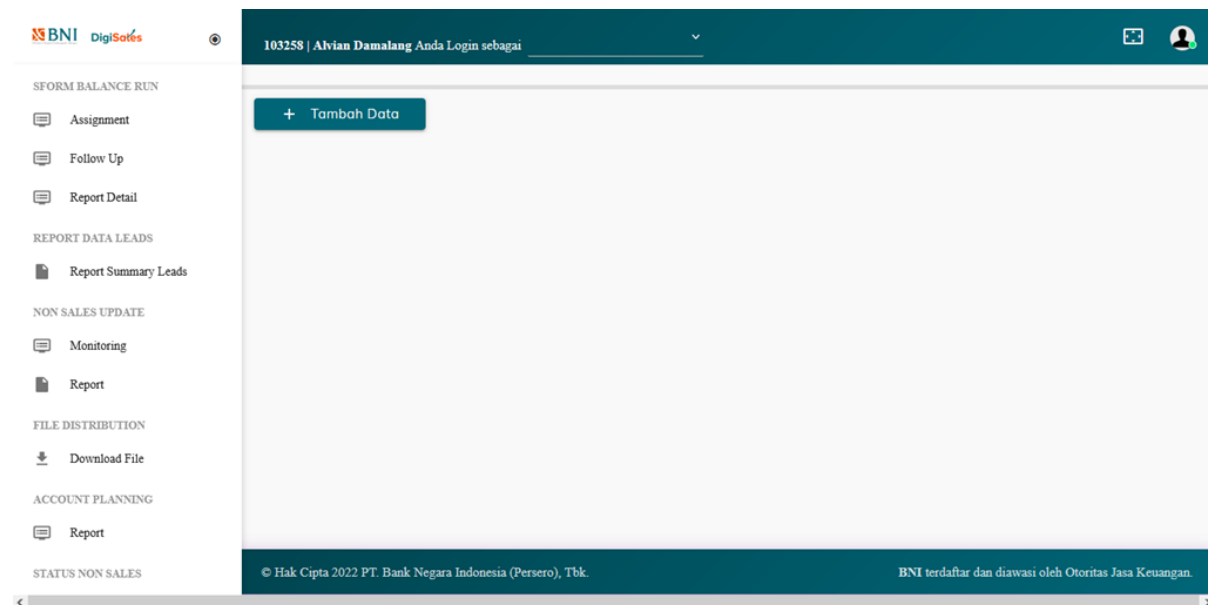 BNI DigiSales
103258 | Alvian Damalang Anda Login sebagai
SFORM BALANCE RUN
Assignment
Follow Up
Report Detail
REPORT DATA LEADS
Report Summary Leads
NON SALES UPDATE
Monitoring
Report
FILE DISTRIBUTION
Download File
ACCOUNT PLANNING
Report
STATUS NON SALES
+ Tambah Data
© Hak Cipta 2022 PT. Bank Negara Indonesia (Persero), Tbk.
BNI terdaftar dan diawasi oleh Otoritas Jasa Keuangan.